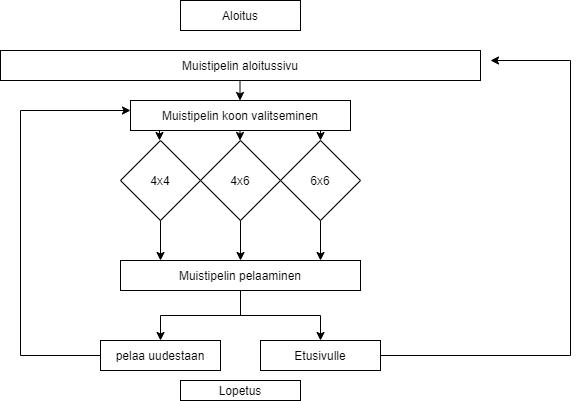 Aloitus
Muistipelin aloitussivu
Muistipelin koon valitseminen
4x4
4x6
6x6
Muistipelin pelaaminen
pelaa uudestaan
Etusivulle
Lopetus